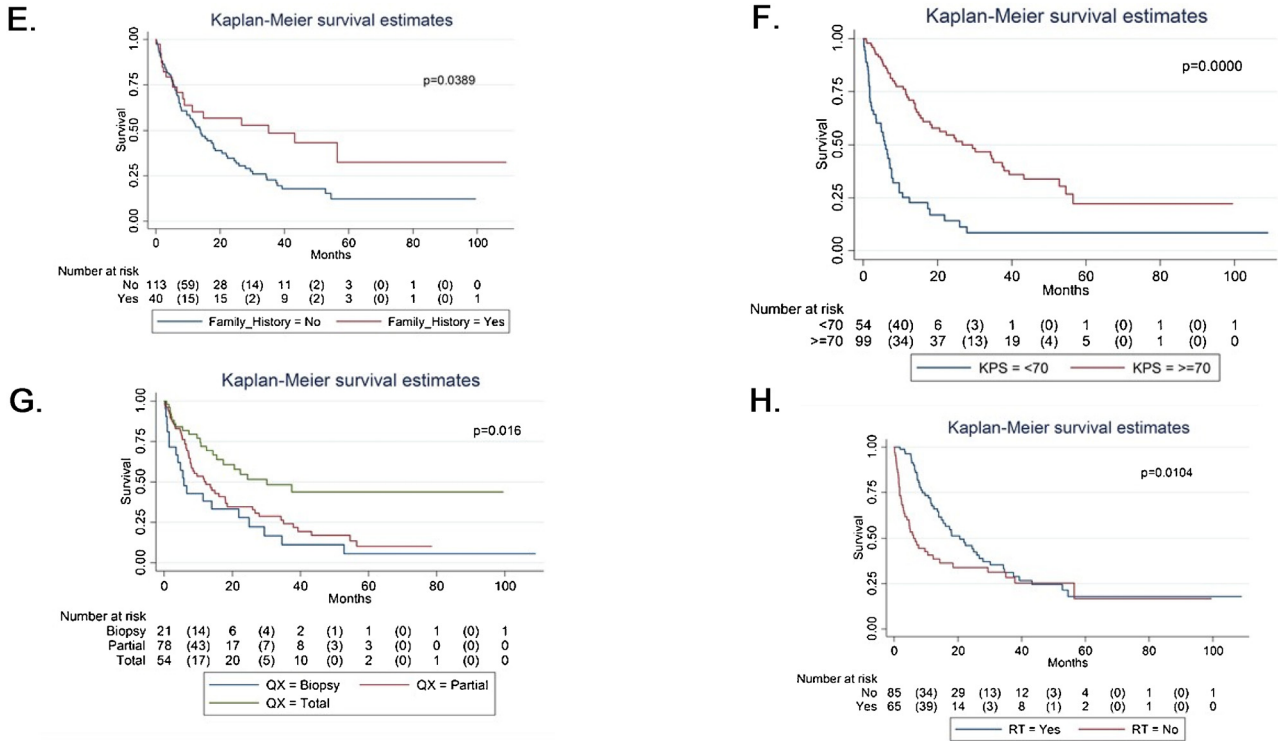 E.
Kaplan-Meier survival estimates
p=0.0389
Survival
1.00
0.75
0.50
0.25
0.00
0 20 40 60 80 100
Months
Number at risk
No 113 (59) 28 (14) 11 (2) 3 (0) 1 (0) 0
Yes 40 (15) 15 (2) 9 (2) 3 (0) 1 (0) 1
Family_History = No Family_History = Yes
F.
Kaplan-Meier survival estimates
p=0.0000
Survival
1.00
0.75
0.50
0.25
0.00
0 20 40 60 80 100
Months
Number at risk
<70 54 (40) 6 (3) 1 (0) 1 (0) 1 (0) 1
>=70 99 (34) 37 (13) 19 (4) 5 (0) 1 (0) 0
KPS = <70 KPS = >=70
G.
Kaplan-Meier survival estimates
p=0.016
Survival
1.00
0.75
0.50
0.25
0.00
0 20 40 60 80 100
Months
Number at risk
Biopsy 21 (14) 6 (4) 2 (1) 1 (0) 1 (0) 1
Partial 78 (43) 17 (7) 8 (3) 3 (0) 0 (0) 0
Total 54 (17) 20 (5) 10 (0) 2 (0) 1 (0) 0
QX = Biopsy QX = Partial
QX = Total
H.
Kaplan-Meier survival estimates
p=0.0104
Survival
1.00
0.75
0.50
0.25
0.00
0 20 40 60 80 100
Months
Number at risk
No 85 (34) 29 (13) 12 (3) 4 (0) 1 (0) 1
Yes 65 (39) 14 (3) 8 (1) 2 (0) 1 (0) 0
RT = Yes RT = No